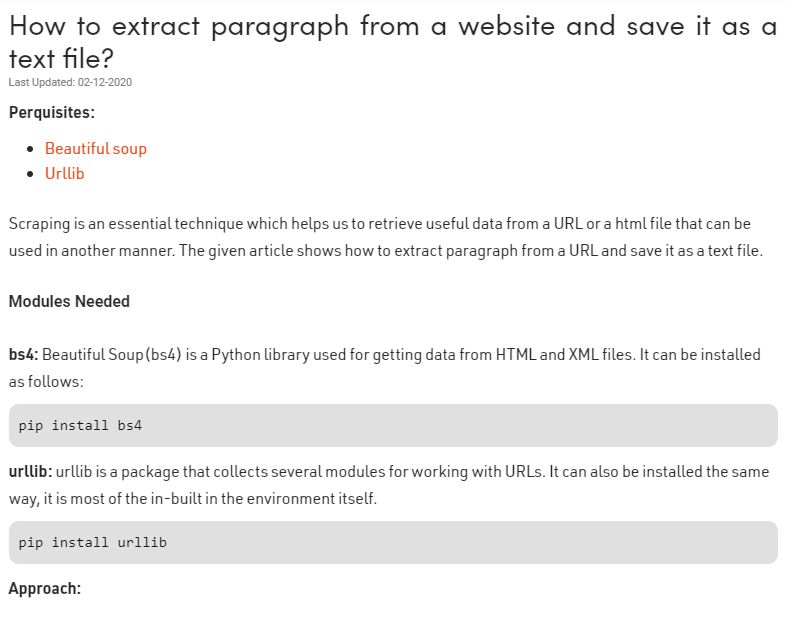 How to extract paragraph from a website and save it as a
text file?
Last Updated: 02-12-2020
Perquisites:
Beautiful soup
Urllib
Scraping is an essential technique which helps us to retrieve useful data from a URL or a html file that can be
used in another manner. The given article shows how to extract paragraph from a URL and save it as a text file.
Modules Needed
bs4: Beautiful Soup(bs4) is a Python library used for getting data from HTML and XML files. It can be installed
as follows:
pip install bs4
urllib: urllib is a package that collects several modules for working with URLs. It can also be installed the same
way, it is most of the in-built in the environment itself.
pip install urllib
Approach: